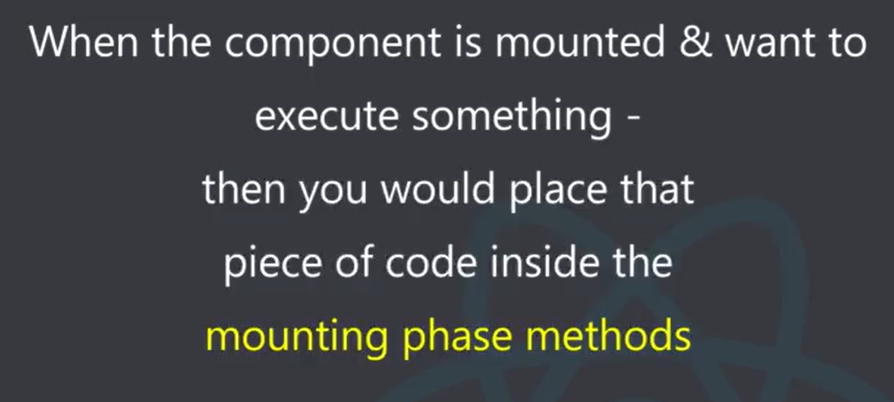 When the component is mounted & want to
execute something -
then you would place that
piece of code inside the
mounting phase methods